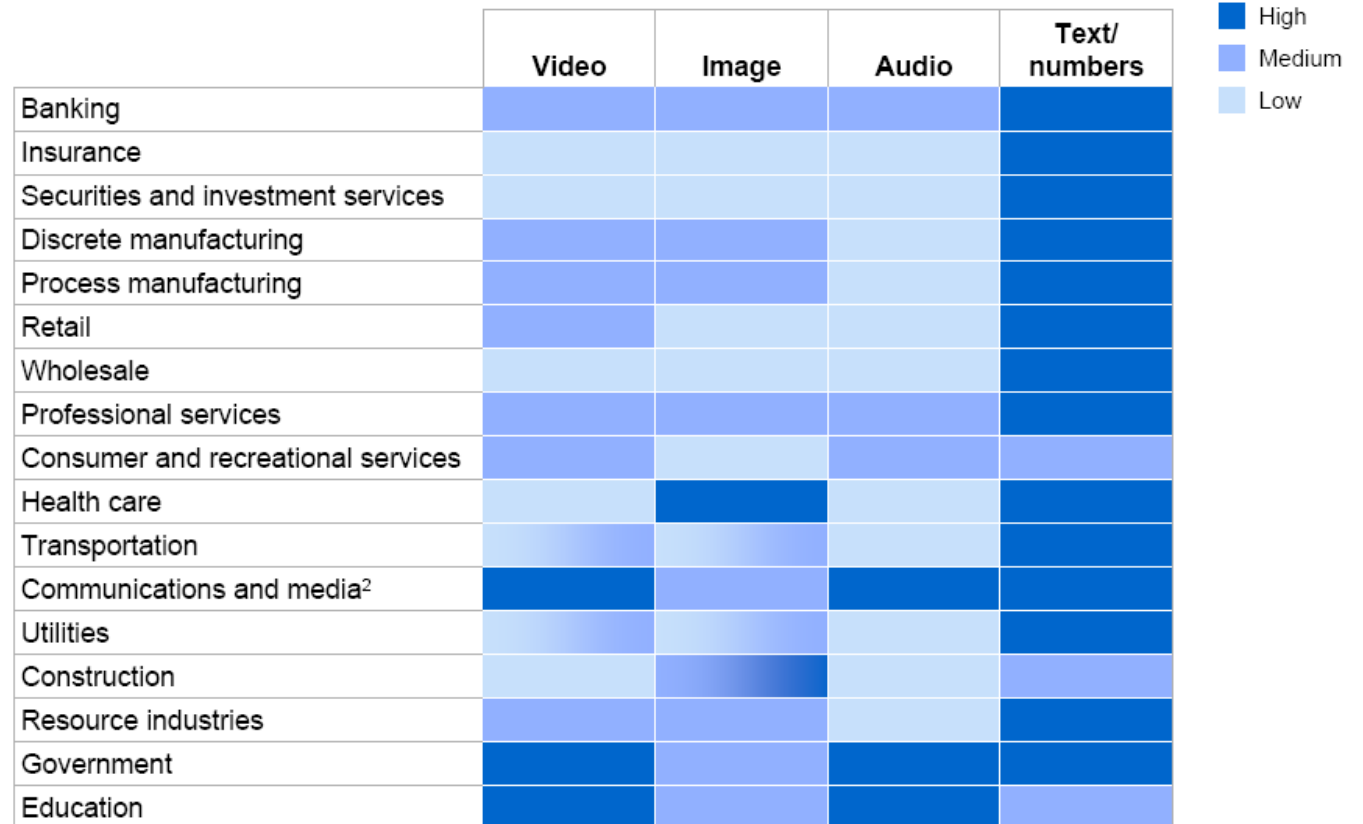 High
Medium
Low
Video
Image
Audio
Text/
numbers
Banking
Insurance
Securities and investment services
Discrete manufacturing
Process manufacturing
Retail
Wholesale
Professional services
Consumer and recreational services
Health care
Transportation
Communications and media²
Utilities
Construction
Resource industries
Government
Education